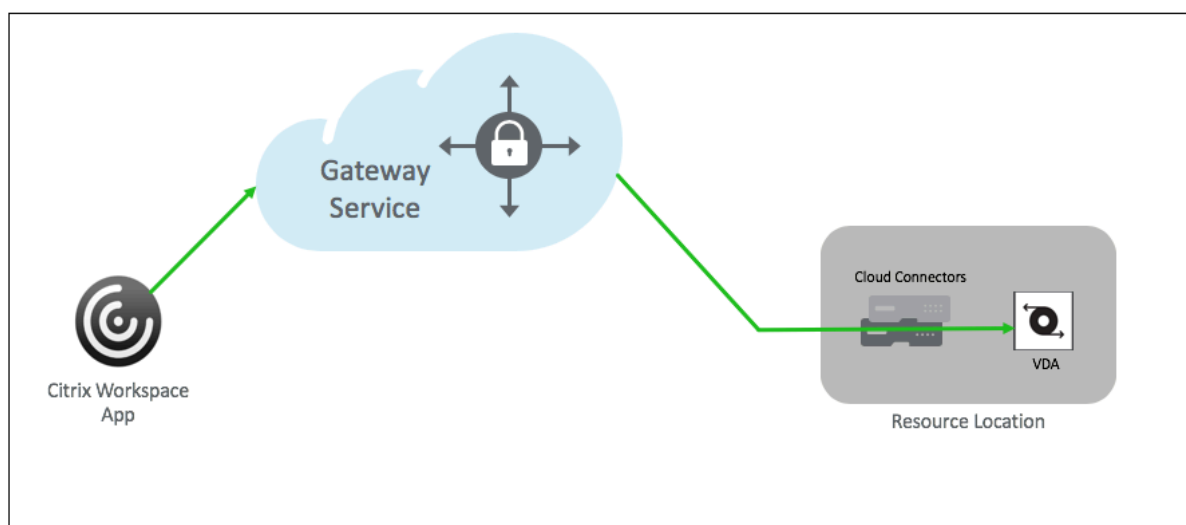 Gateway
Service
Citrix Workspace
App
Cloud Connectors
VDA
Resource Location